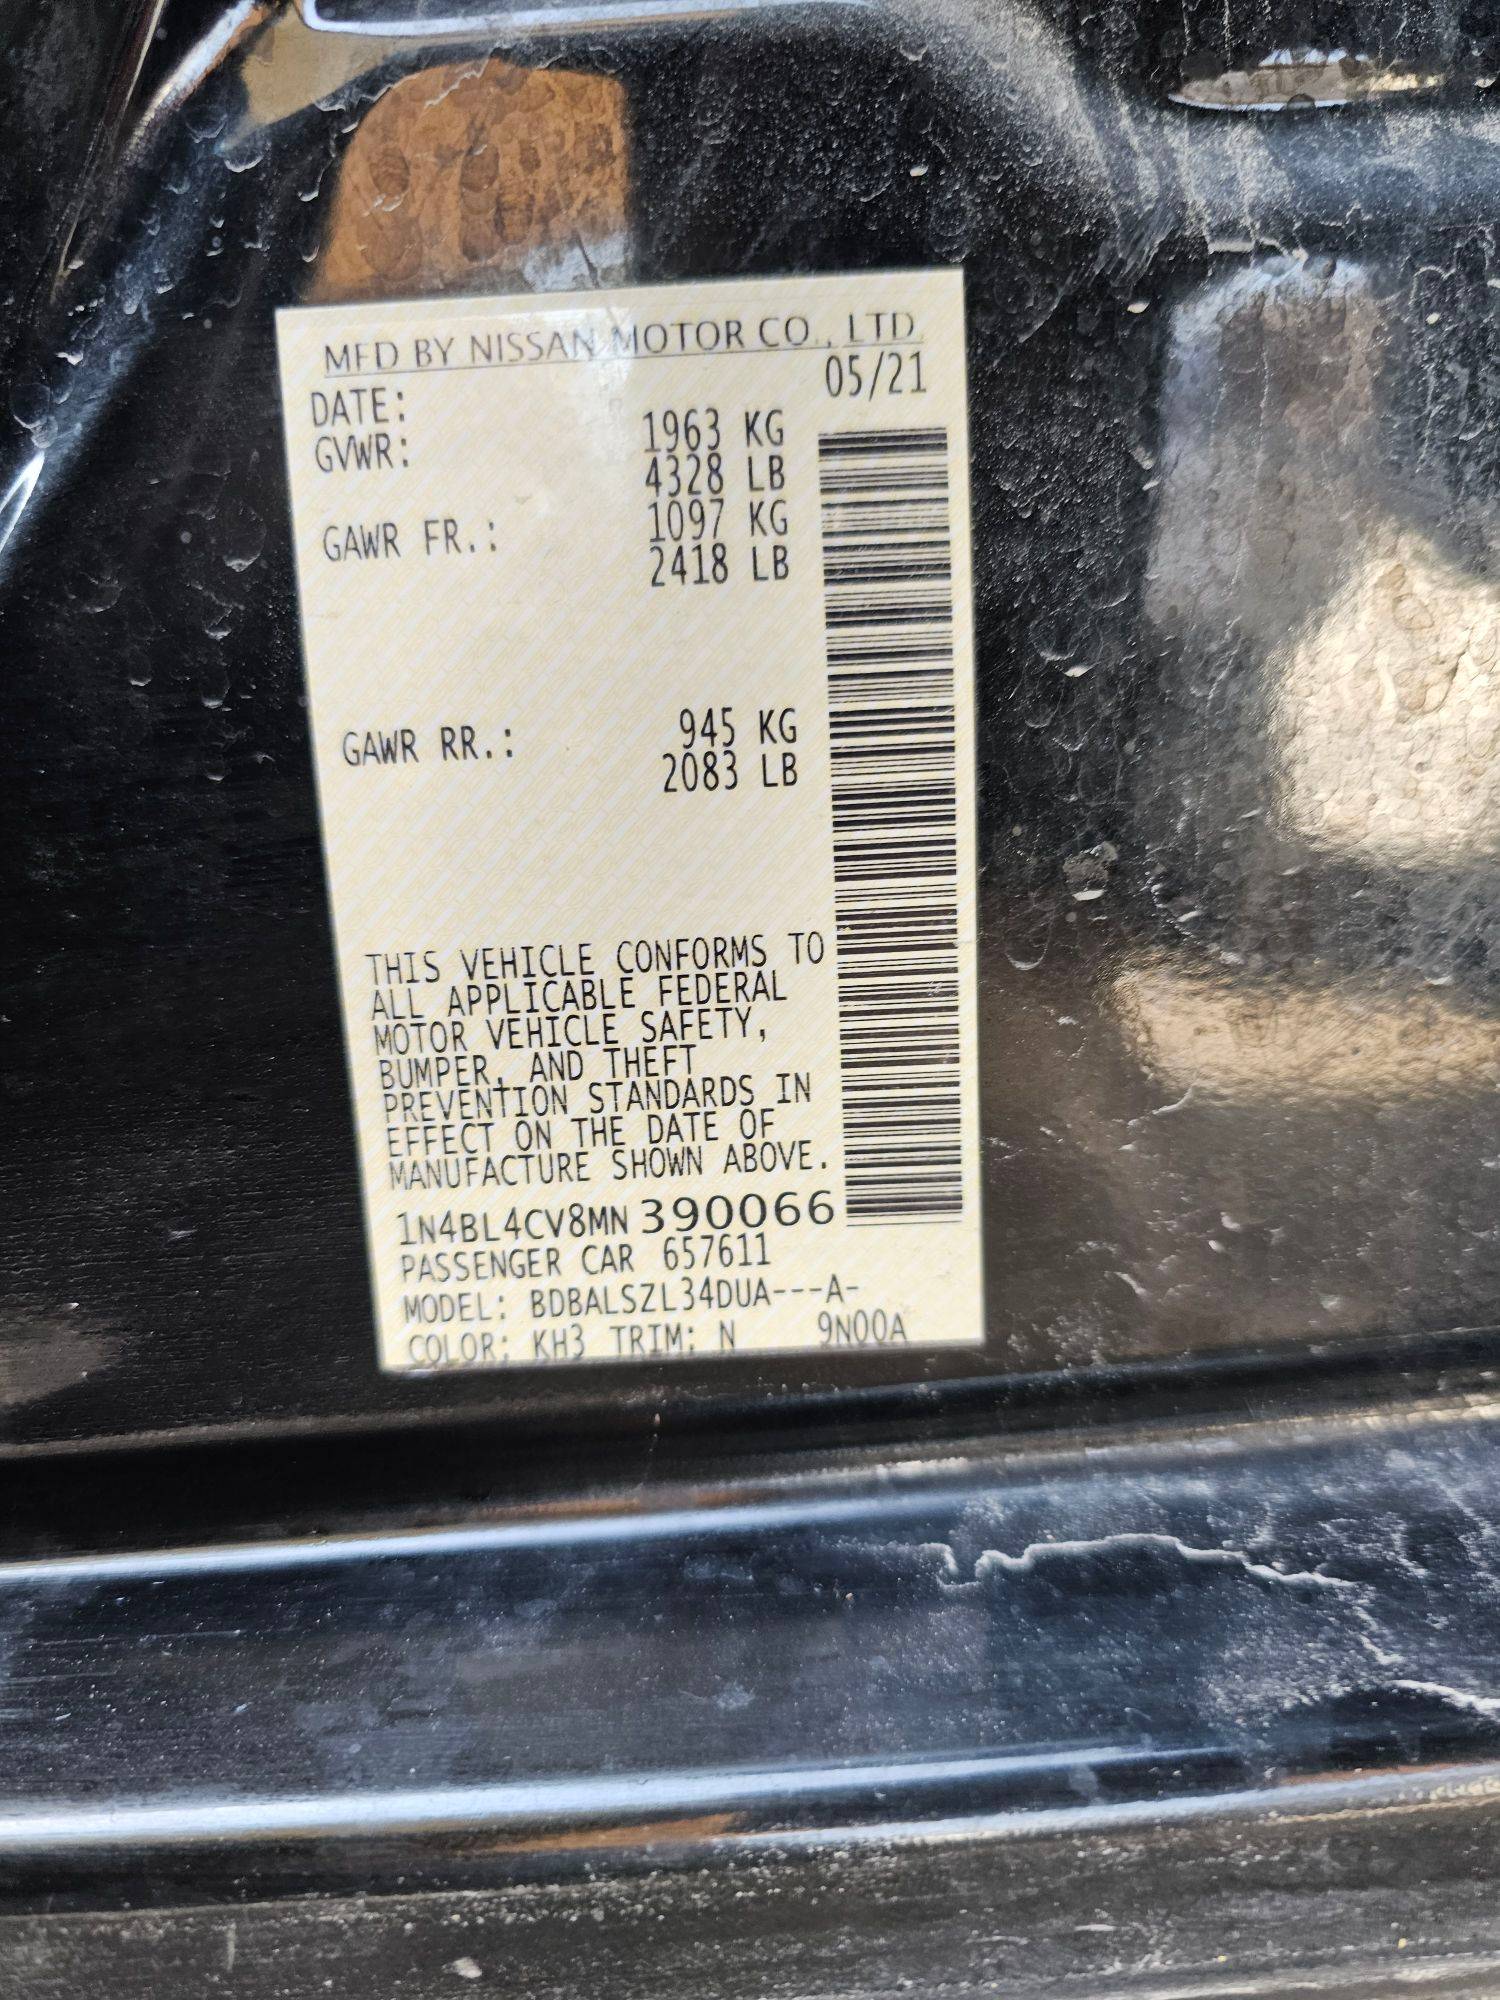 MFD BY NISSAN MOTOR CO., LTD.
DATE: 05/21
GVWR: 1963 KG
4328 LB
GAWR FR.: 1097 KG
2418 LB
GAWR RR.: 945 KG
2083 LB
THIS VEHICLE CONFORMS TO
ALL APPLICABLE FEDERAL
MOTOR VEHICLE SAFETY,
BUMPER, AND THEFT
PREVENTION STANDARDS IN
EFFECT ON THE DATE OF
MANUFACTURE SHOWN ABOVE.
1N4BL4CV8MN390066
PASSENGER CAR 657611
MODEL: BDBALSZL34DUA---A-
COLOR: KH3 TRIM: N 9N00A